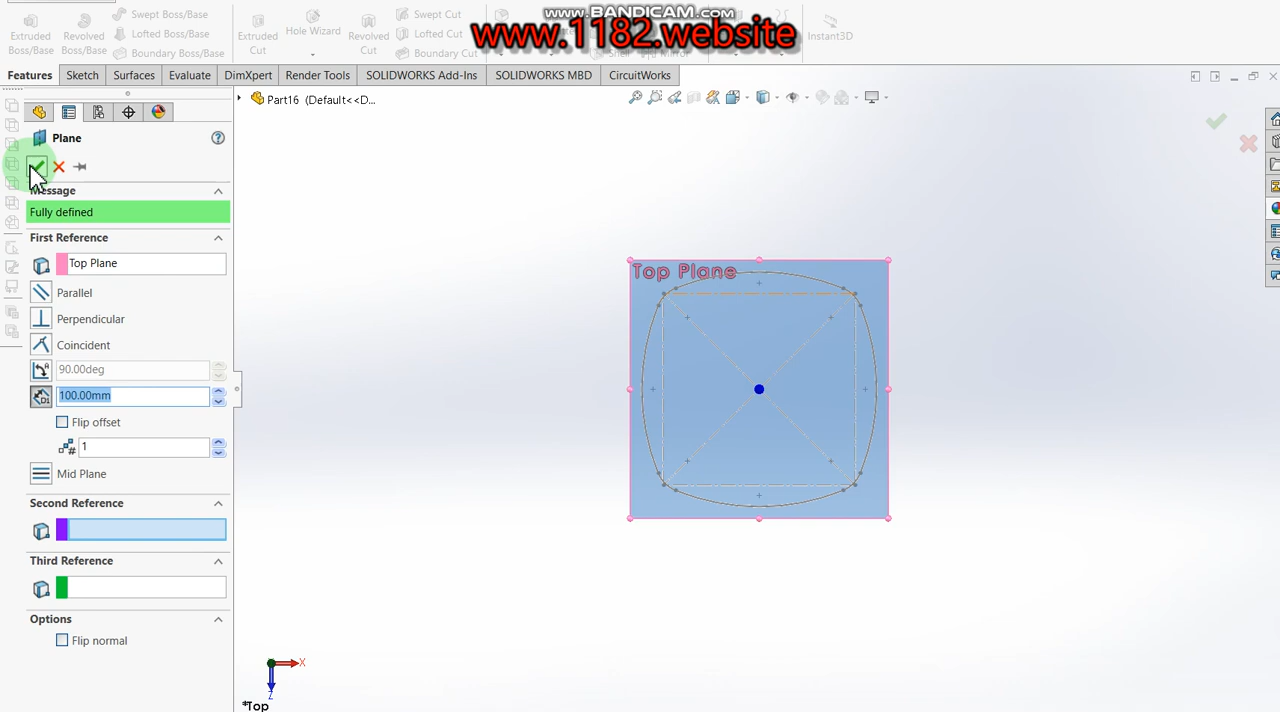 www.BANDICAM.com
www.1182.website
Extruded Boss/Base
Revolved Boss/Base
Swept Boss/Base
Lofted Boss/Base
Boundary Boss/Base
Extruded Cut
Hole Wizard
Revolved Cut
Swept Cut
Lofted Cut
Boundary Cut
Shell
Mirror
Instant3D
Features
Sketch
Surfaces
Evaluate
DimXpert
Render Tools
SOLIDWORKS Add-Ins
SOLIDWORKS MBD
CircuitWorks
Part16 (Default<<D...
Plane
Message
Fully defined
First Reference
Top Plane
Parallel
Perpendicular
Coincident
90.00deg
100.00mm
Flip offset
1
Mid Plane
Second Reference
Third Reference
Options
Flip normal
Top Plane
X
Z
*Top